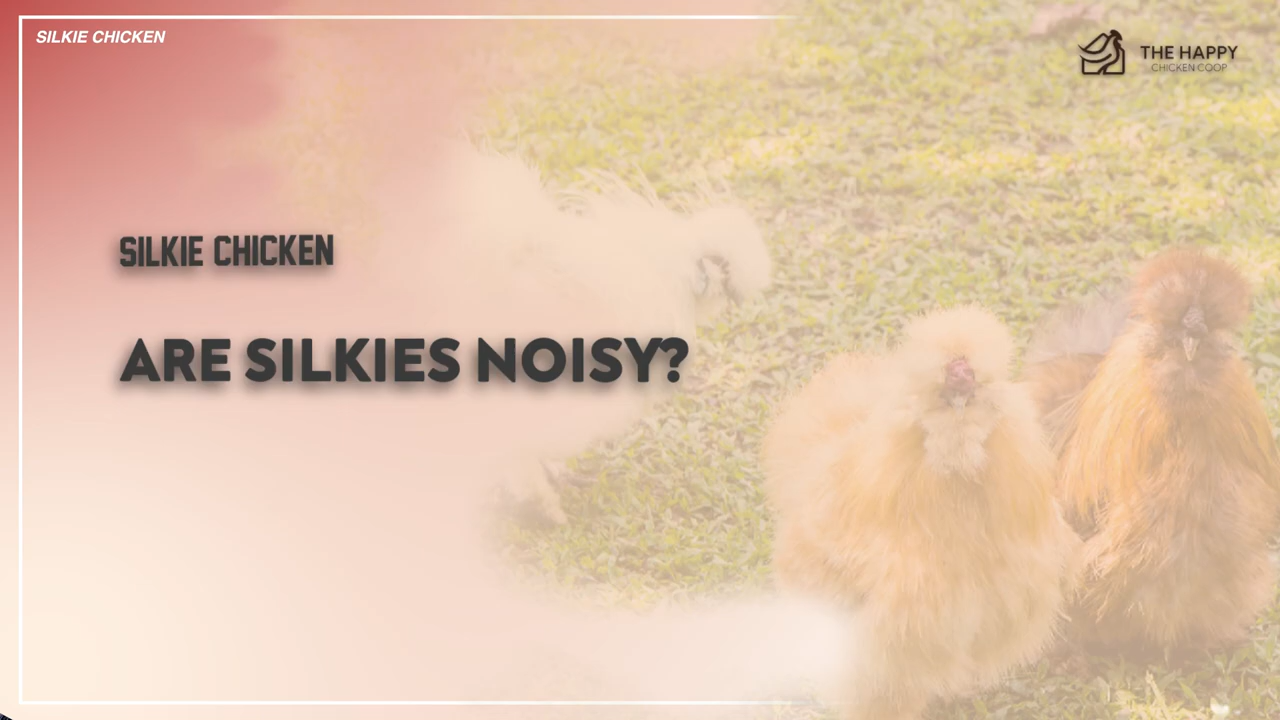 SILKIE CHICKEN
THE HAPPY
CHICKEN COOP
SILKIE CHICKEN
ARE SILKIES NOISY?